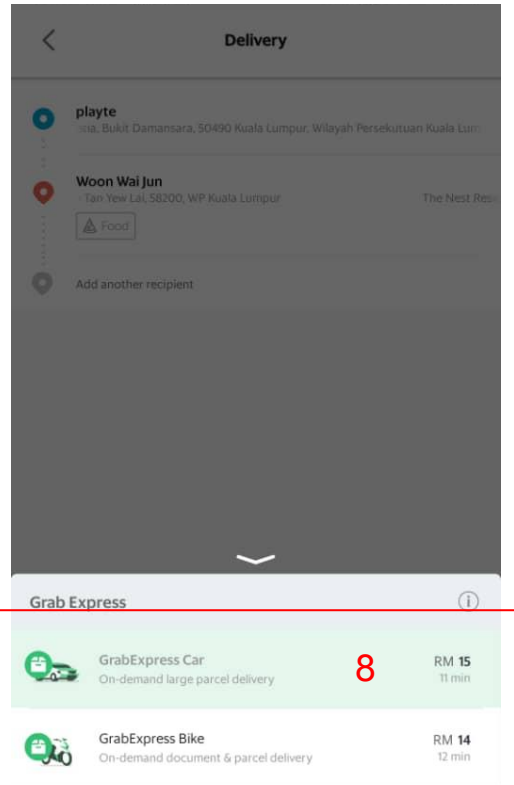 Delivery
playte
Bukit Damansara, 50490 Kuala Lumpur, Wilayah Persekutuan Kuala Lum
Woon Wai Jun
Tan Yew Lai, 58200, WP Kuala Lumpur The Nest Resi
Food
Add another recipient
Grab Express
GrabExpress Car 8 RM 15
On-demand large parcel delivery 11 min
GrabExpress Bike RM 14
On-demand document & parcel delivery 12 min